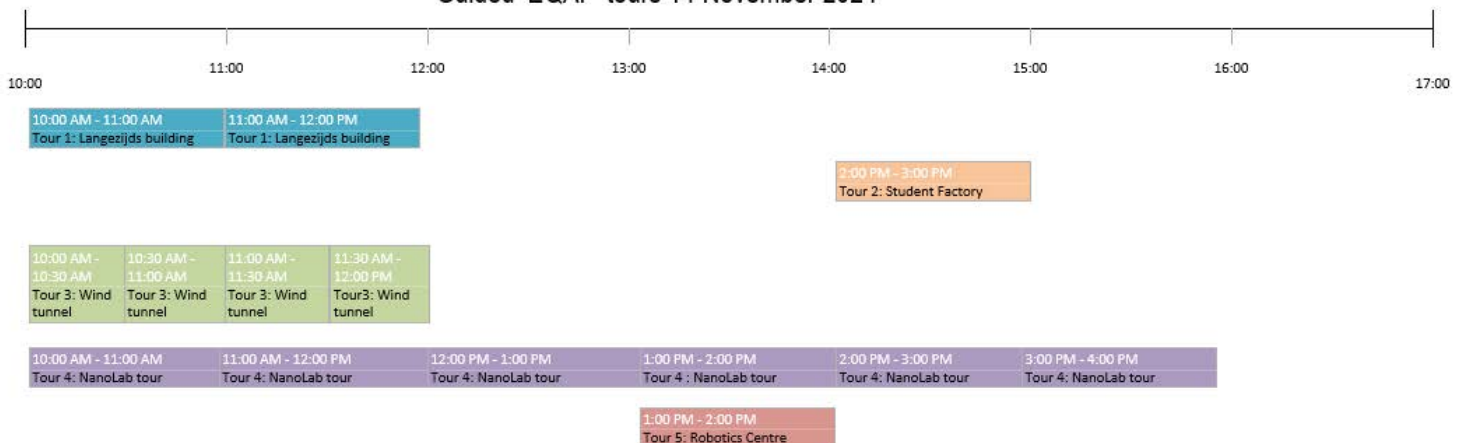 Guided tours November
10:00
11:00
12:00
13:00
14:00
15:00
16:00
17:00
10:00 AM - 11:00 AM
Tour 1: Langezijds building
11:00 AM - 12:00 PM
Tour 1: Langezijds building
2:00 PM - 3:00 PM
Tour 2: Student Factory
10:00 AM -
10:30 AM
Tour 3: Wind
tunnel
10:30 AM -
11:00 AM
Tour 3: Wind
tunnel
11:00 AM -
11:30 AM
Tour 3: Wind
tunnel
11:30 AM -
12:00 PM
Tour3: Wind
tunnel
10:00 AM - 11:00 AM
Tour 4: NanoLab tour
11:00 AM - 12:00 PM
Tour 4: NanoLab tour
12:00 PM - 1:00 PM
Tour 4: NanoLab tour
1:00 PM - 2:00 PM
Tour 4 : NanoLab tour
2:00 PM - 3:00 PM
Tour 4: NanoLab tour
3:00 PM - 4:00 PM
Tour 4: NanoLab tour
1:00 PM - 2:00 PM
Tour 5: Robotics Centre